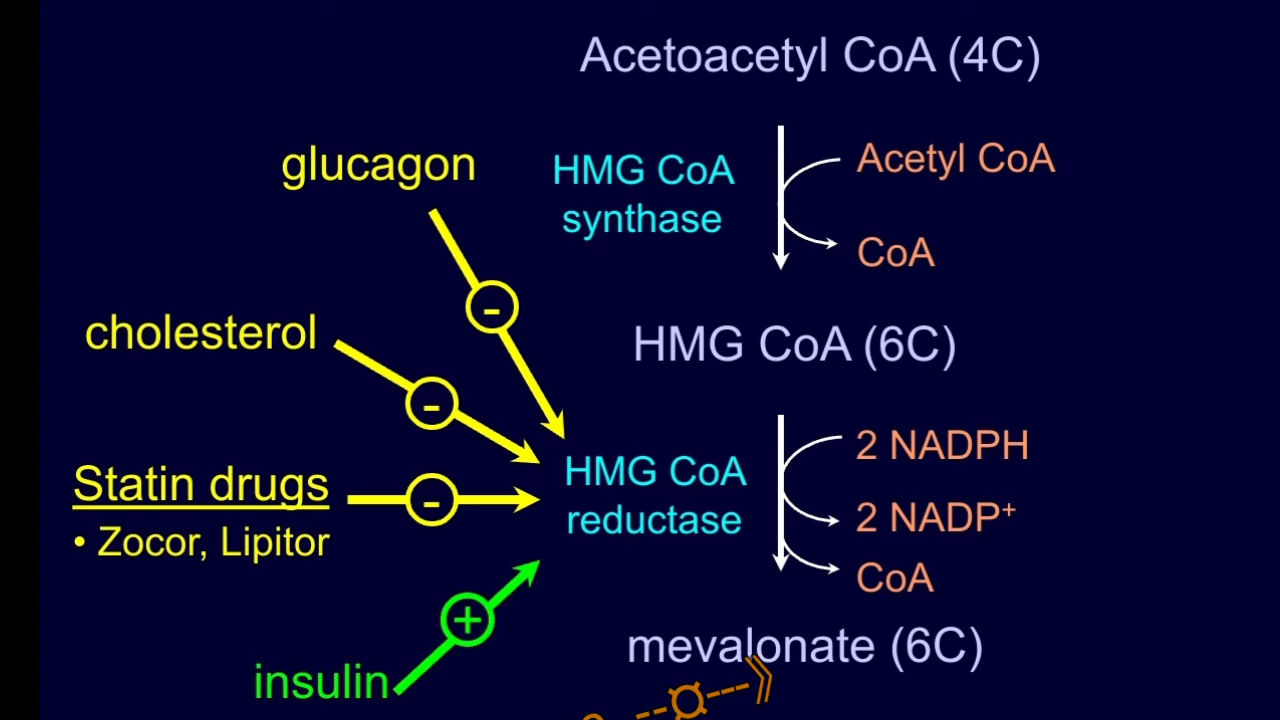 Acetoacetyl CoA (4C)
glucagon
HMG CoA
synthase
Acetyl CoA
CoA
cholesterol
-
HMG CoA (6C)
-
Statin drugs
• Zocor, Lipitor
-
HMG CoA
reductase
2 NADPH
2 NADP⁺
CoA
+
insulin
mevalonate (6C)